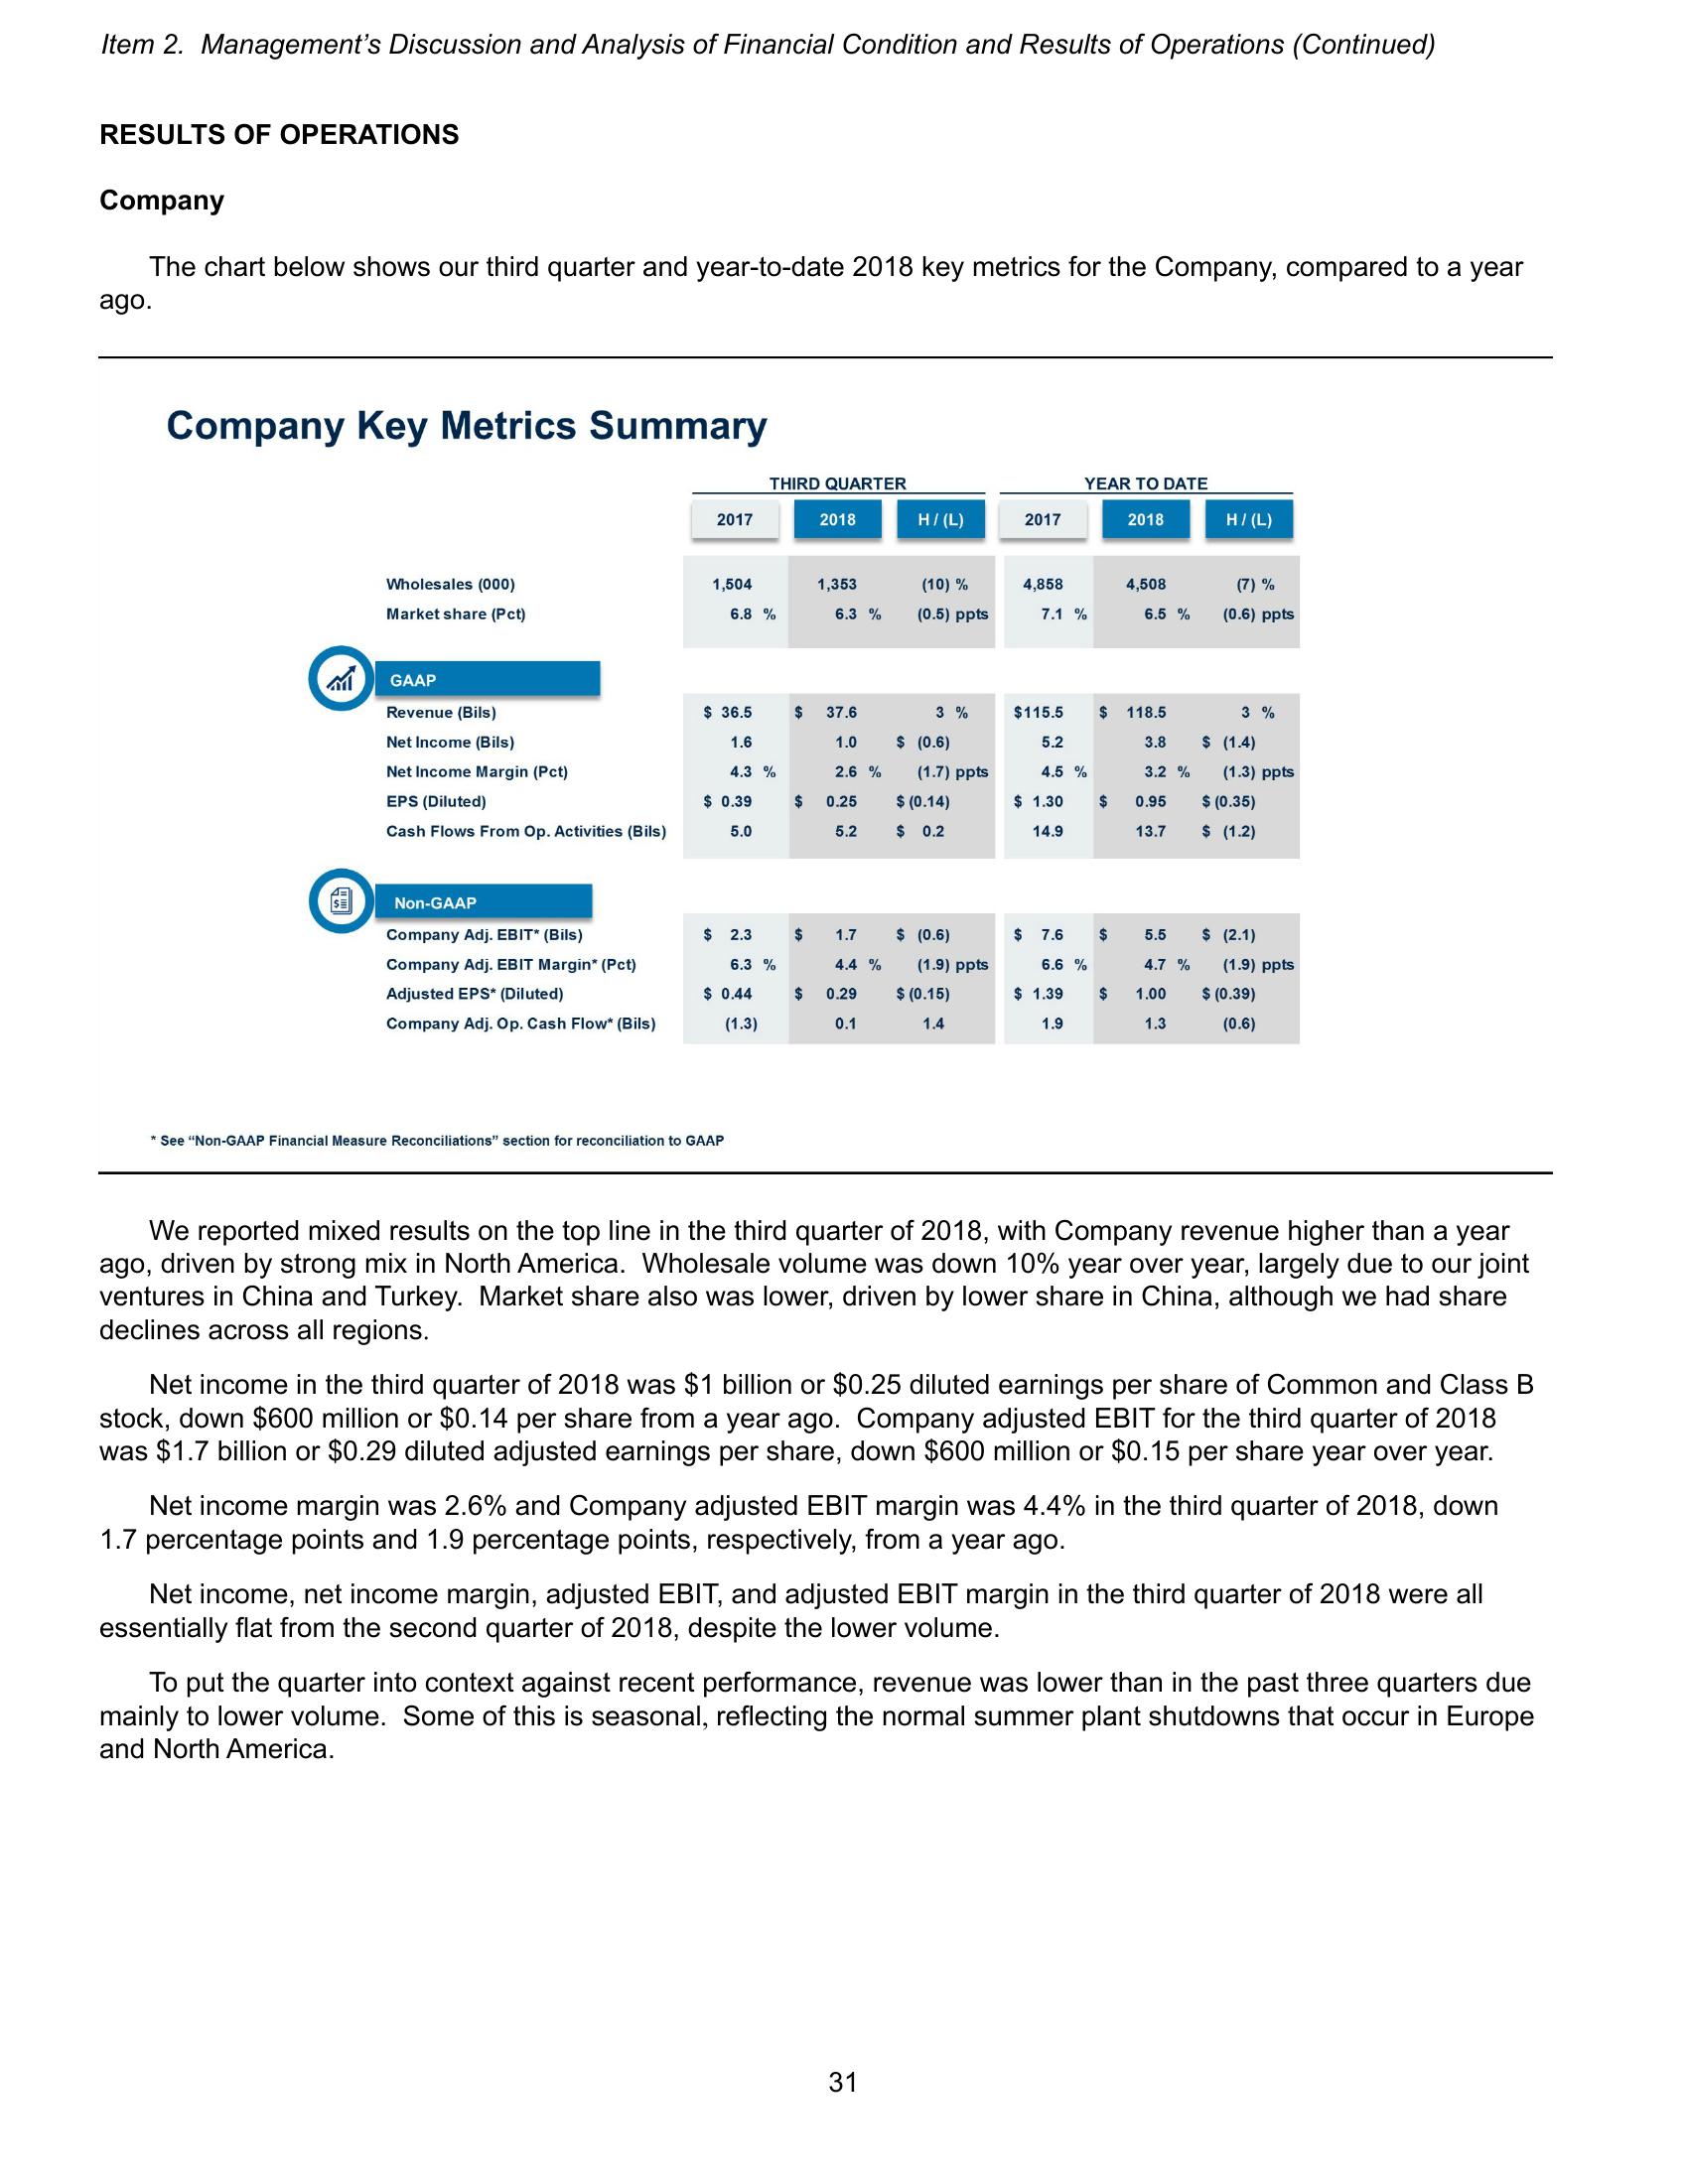 Item 2. Management’s Discussion and Analysis of Financial Condition and Results of Operations (Continued)
RESULTS OF OPERATIONS
Company
The chart below shows our third quarter and year-to-date 2018 key metrics for the Company, compared to a year
ago.
Company Key Metrics Summary
THIRD QUARTER YEAR TO DATE
2017 2018 H / (L) 2017 2018 H / (L)
Wholesales (000) 1,504 1,353 (10) % 4,858 4,508 (7) %
Market share (Pct) 6.8 % 6.3 % (0.5) ppts 7.1 % 6.5 % (0.6) ppts
GAAP
Revenue (Bils) $ 36.5 $ 37.6 3 % $115.5 $ 118.5 3 %
Net Income (Bils) 1.6 1.0 $ (0.6) 5.2 3.8 $ (1.4)
Net Income Margin (Pct) 4.3 % 2.6 % (1.7) ppts 4.5 % 3.2 % (1.3) ppts
EPS (Diluted) $ 0.39 $ 0.25 $ (0.14) $ 1.30 $ 0.95 $ (0.35)
Cash Flows From Op. Activities (Bils) 5.0 5.2 $ 0.2 14.9 13.7 $ (1.2)
Non-GAAP
Company Adj. EBIT* (Bils) $ 2.3 $ 1.7 $ (0.6) $ 7.6 $ 5.5 $ (2.1)
Company Adj. EBIT Margin* (Pct) 6.3 % 4.4 % (1.9) ppts 6.6 % 4.7 % (1.9) ppts
Adjusted EPS* (Diluted) $ 0.44 $ 0.29 $ (0.15) $ 1.39 $ 1.00 $ (0.39)
Company Adj. Op. Cash Flow* (Bils) (1.3) 0.1 1.4 1.9 1.3 (0.6)
* See “Non-GAAP Financial Measure Reconciliations” section for reconciliation to GAAP
We reported mixed results on the top line in the third quarter of 2018, with Company revenue higher than a year
ago, driven by strong mix in North America. Wholesale volume was down 10% year over year, largely due to our joint
ventures in China and Turkey. Market share also was lower, driven by lower share in China, although we had share
declines across all regions.
Net income in the third quarter of 2018 was $1 billion or $0.25 diluted earnings per share of Common and Class B
stock, down $600 million or $0.14 per share from a year ago. Company adjusted EBIT for the third quarter of 2018
was $1.7 billion or $0.29 diluted adjusted earnings per share, down $600 million or $0.15 per share year over year.
Net income margin was 2.6% and Company adjusted EBIT margin was 4.4% in the third quarter of 2018, down
1.7 percentage points and 1.9 percentage points, respectively, from a year ago.
Net income, net income margin, adjusted EBIT, and adjusted EBIT margin in the third quarter of 2018 were all
essentially flat from the second quarter of 2018, despite the lower volume.
To put the quarter into context against recent performance, revenue was lower than in the past three quarters due
mainly to lower volume. Some of this is seasonal, reflecting the normal summer plant shutdowns that occur in Europe
and North America.
31